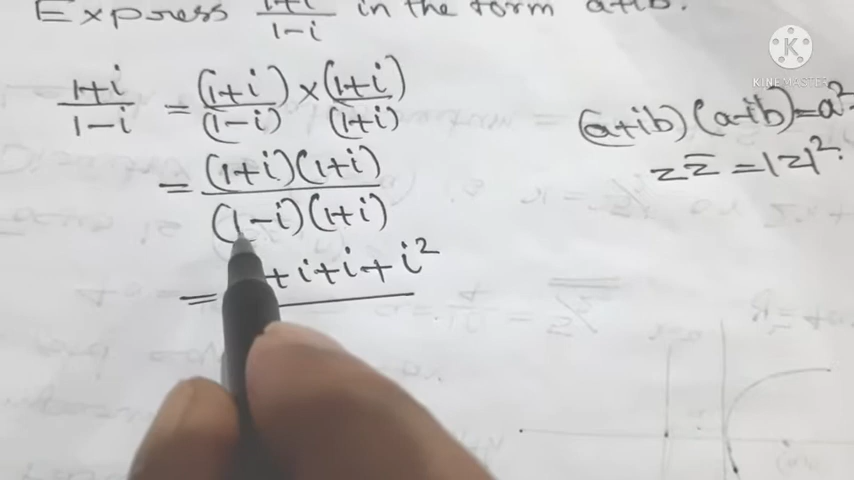 Express 1+i/1-i in the form a+ib.
1+i/1-i = (1+i)/(1-i) × (1+i)/(1+i)
= (1+i)(1+i)/(1-i)(1+i)
= +i+i+i²
(a+ib)(a-ib)=a²
zz̄ =|z|².
KINEMASTER